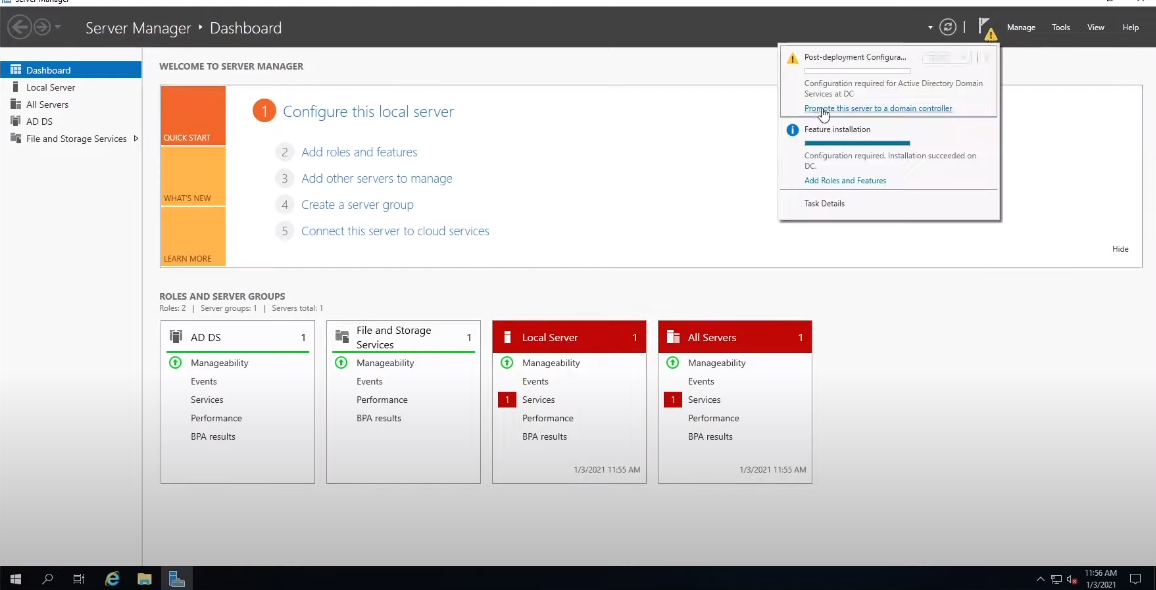 Server Manager
Server Manager • Dashboard
Manage
Tools
View
Help
Dashboard
Local Server
All Servers
AD DS
File and Storage Services
WELCOME TO SERVER MANAGER
QUICK START
WHAT'S NEW
LEARN MORE
1 Configure this local server
2 Add roles and features
3 Add other servers to manage
4 Create a server group
5 Connect this server to cloud services
Post-deployment Configura...
Configuration required for Active Directory Domain
Services at DC
Promote this server to a domain controller
Feature installation
Configuration required. Installation succeeded on
DC.
Add Roles and Features
Task Details
Hide
ROLES AND SERVER GROUPS
Roles: 2 | Server groups: 1 | Servers total: 1
AD DS 1
Manageability
Events
Services
Performance
BPA results
File and Storage
Services 1
Manageability
Events
Performance
BPA results
Local Server 1
Manageability
Events
1 Services
Performance
BPA results
1/3/2021 11:55 AM
All Servers 1
Manageability
Events
1 Services
Performance
BPA results
1/3/2021 11:55 AM
11:56 AM
1/3/2021